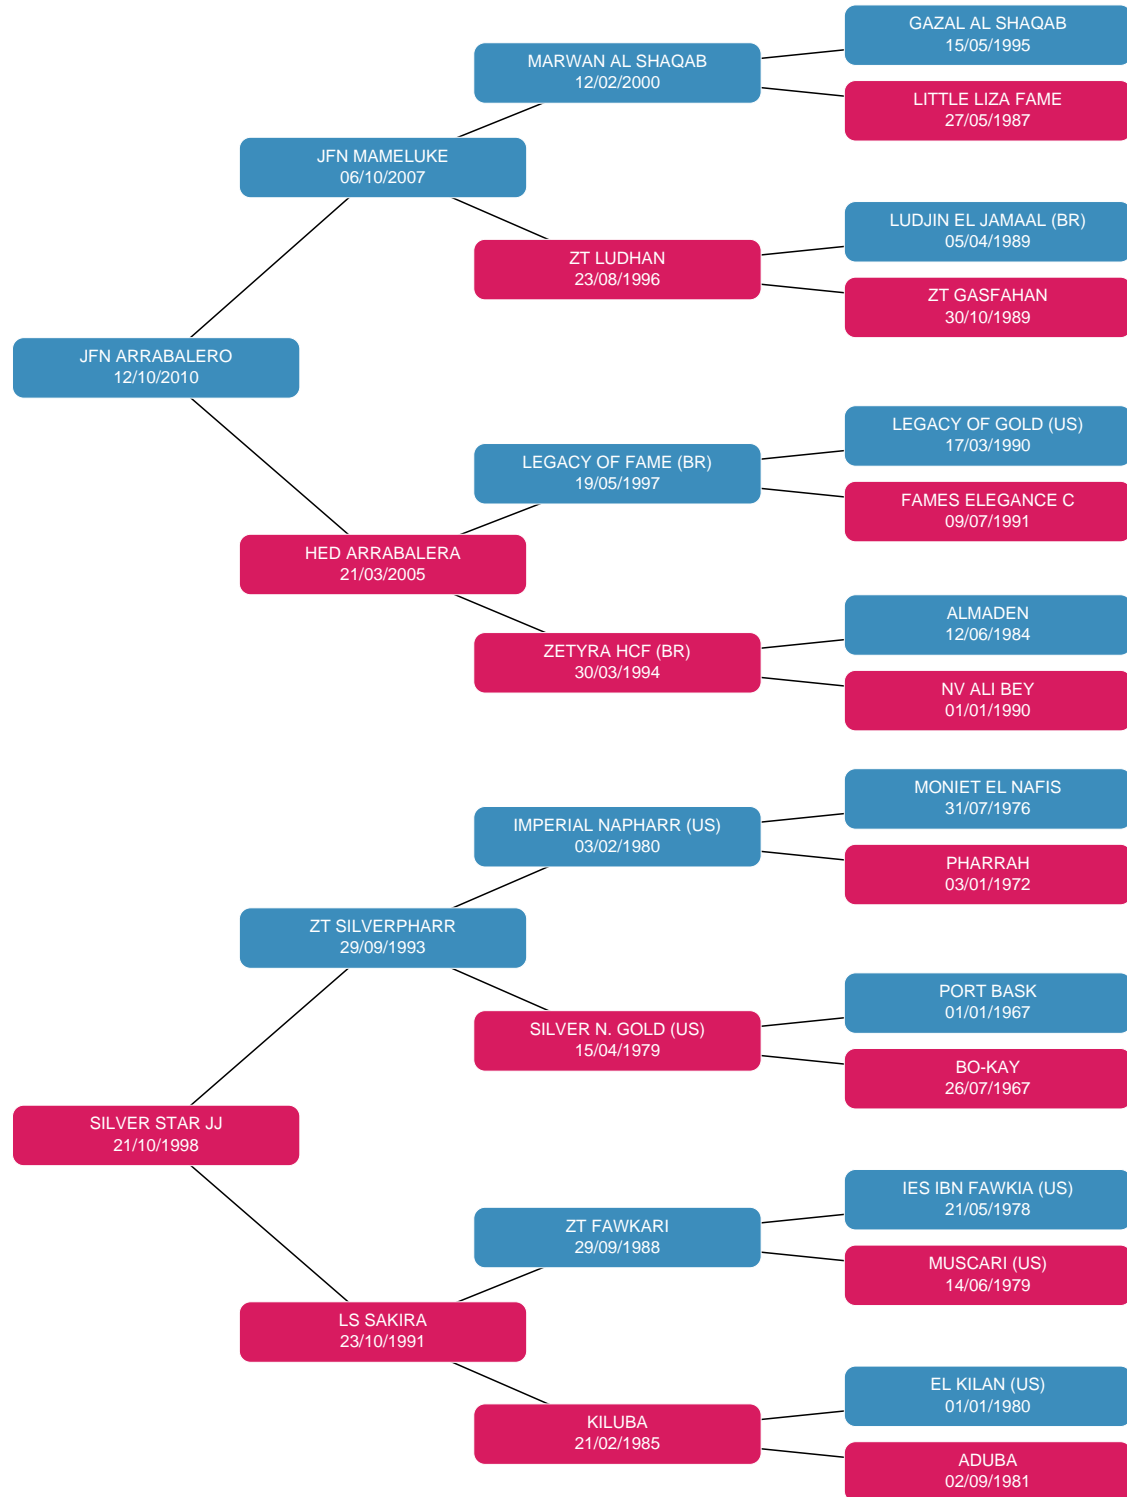 GAZAL AL SHAQAB
15/05/1995
MARWAN AL SHAQAB
12/02/2000
LITTLE LIZA FAME
27/05/1987
JFN MAMELUKE
06/10/2007
LUDJIN EL JAMAAL (BR)
05/04/1989
ZT LUDHAN
23/08/1996
ZT GASFAHAN
30/10/1989
JFN ARRABALERO
12/10/2010
LEGACY OF GOLD (US)
17/03/1990
LEGACY OF FAME (BR)
19/05/1997
FAMES ELEGANCE C
09/07/1991
HED ARRABALERA
21/03/2005
ALMADEN
12/06/1984
ZETYRA HCF (BR)
30/03/1994
NV ALI BEY
01/01/1990
MONIET EL NAFIS
31/07/1976
IMPERIAL NAPHARR (US)
03/02/1980
PHARRAH
03/01/1972
ZT SILVERPHARR
29/09/1993
PORT BASK
01/01/1967
SILVER N. GOLD (US)
15/04/1979
BO-KAY
26/07/1967
SILVER STAR JJ
21/10/1998
IES IBN FAWKIA (US)
21/05/1978
ZT FAWKARI
29/09/1988
MUSCARI (US)
14/06/1979
LS SAKIRA
23/10/1991
EL KILAN (US)
01/01/1980
KILUBA
21/02/1985
ADUBA
02/09/1981